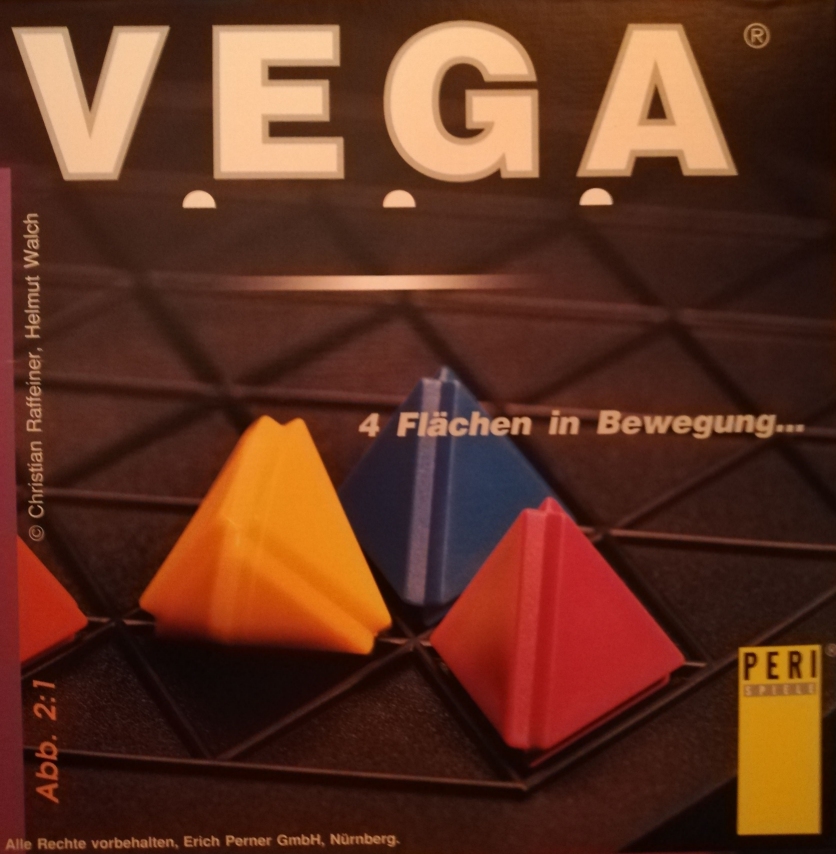 V.E.G.A ®
© Christian Raffeiner, Helmut Walch
4 Flächen in Bewegung...
PERI ®
SPIELE
Abb. 2:1
Alle Rechte vorbehalten, Erich Perner GmbH, Nürnberg.